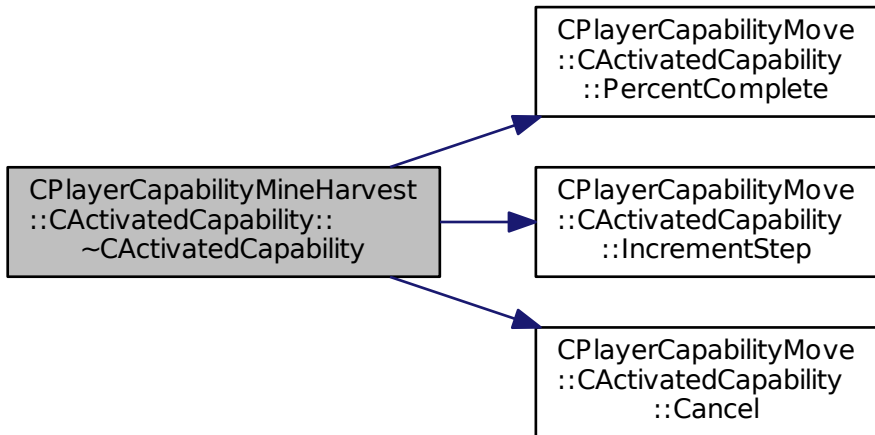 CPlayerCapabilityMove
::CActivatedCapability
::PercentComplete
CPlayerCapabilityMineHarvest
::CActivatedCapability::
~CActivatedCapability
CPlayerCapabilityMove
::CActivatedCapability
::IncrementStep
CPlayerCapabilityMove
::CActivatedCapability
::Cancel